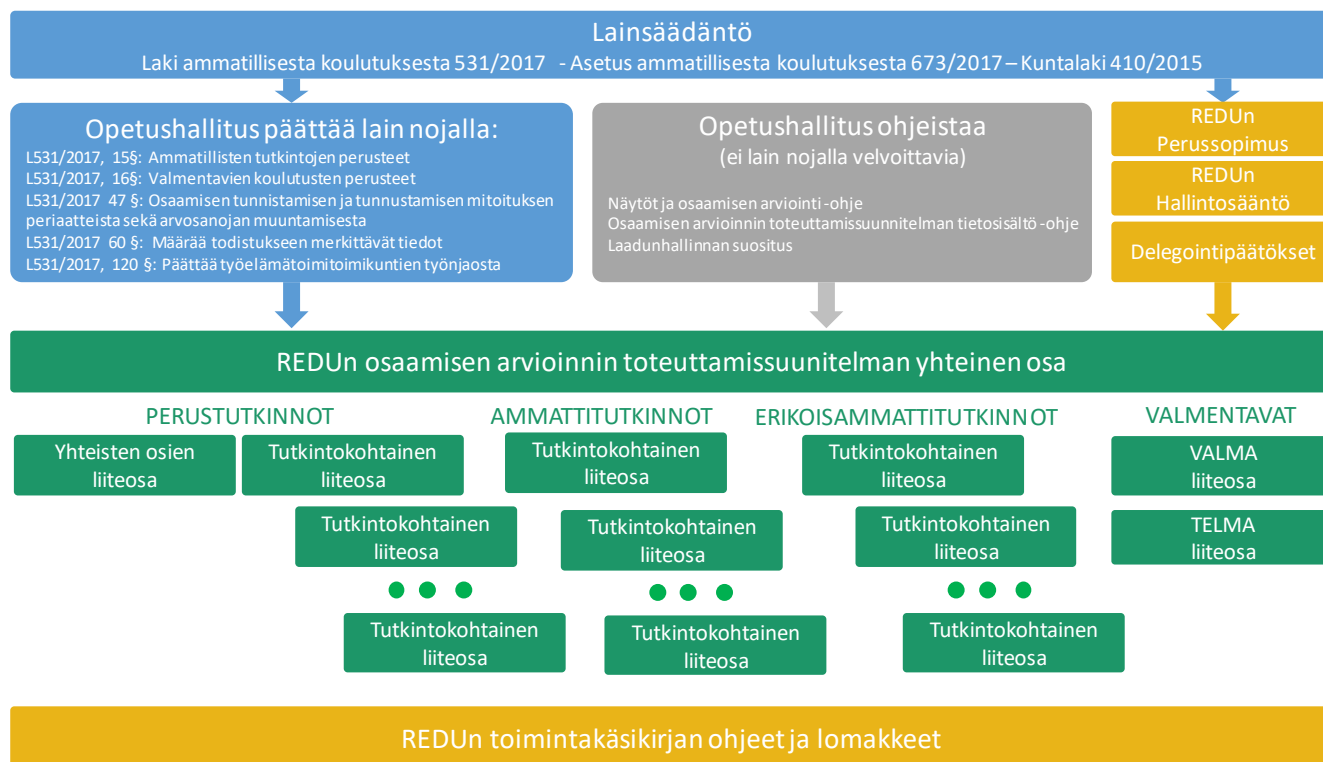 Lainsäädäntö
Laki ammatillisesta koulutuksesta 531/2017 - Asetus ammatillisesta koulutuksesta 673/2017 – Kuntalaki 410/2015
Opetushallitus päättää lain nojalla:
L531/2017, 15§: Ammatillisten tutkintojen perusteet
L531/2017, 16§: Valmentavien koulutusten perusteet
L531/2017 47 §: Osaamisen tunnistamisen ja tunnustamisen mitoituksen
periaatteista sekä arvosanojan muuntamisesta
L531/2017 60 §: Määrää todistukseen merkittävät tiedot
L531/2017, 120 §: Päättää työelämätoimitoimikuntien työnjaosta
Opetushallitus ohjeistaa
(ei lain nojalla velvoittavia)
Näytöt ja osaamisen arviointi -ohje
Osaamisen arvioinnin toteuttamissuunnitelman tietosisältö -ohje
Laadunhallinnan suositus
REDUn
Perussopimus
REDUn
Hallintosääntö
Delegointipäätökset
REDUn osaamisen arvioinnin toteuttamissuunitelman yhteinen osa
PERUSTUTKINNOT
AMMATTITUTKINNOT
ERIKOISAMMATTITUTKINNOT
VALMENTAVAT
Yhteisten osien
liiteosa
Tutkintokohtainen
liiteosa
Tutkintokohtainen
liiteosa
Tutkintokohtainen
liiteosa
VALMA
liiteosa
Tutkintokohtainen
liiteosa
Tutkintokohtainen
liiteosa
Tutkintokohtainen
liiteosa
TELMA
liiteosa
Tutkintokohtainen
liiteosa
Tutkintokohtainen
liiteosa
Tutkintokohtainen
liiteosa
REDUn toimintakäsikirjan ohjeet ja lomakkeet